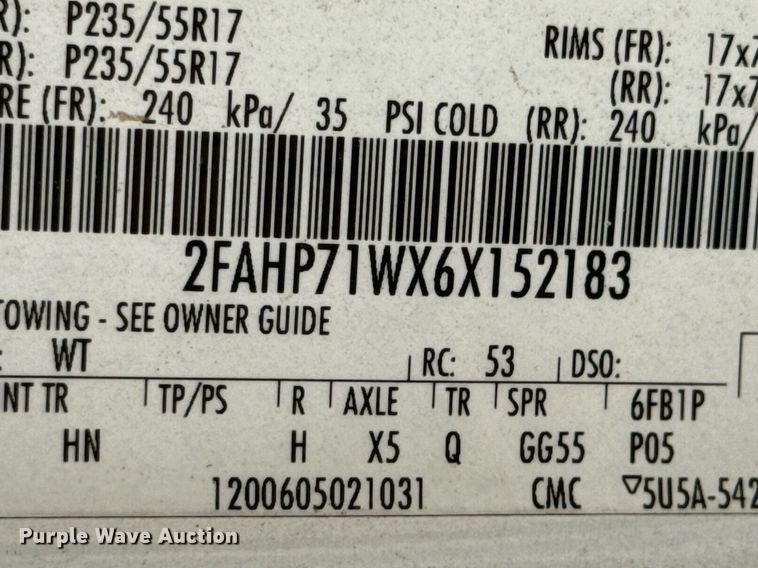 R): P235/55R17
R): P235/55R17 RIMS (FR): 17x7
(RR): 17x7
RE (FR): 240 kPa/ 35 PSI COLD (RR): 240 kPa/
2FAHP71WX6X152183
TOWING - SEE OWNER GUIDE
: WT RC: 53 DSO:
NT TR TP/PS R AXLE TR SPR 6FB1P
HN H X5 Q GG55 P05
1200605021031 CMC ▽5U5A-542
Purple Wave Auction